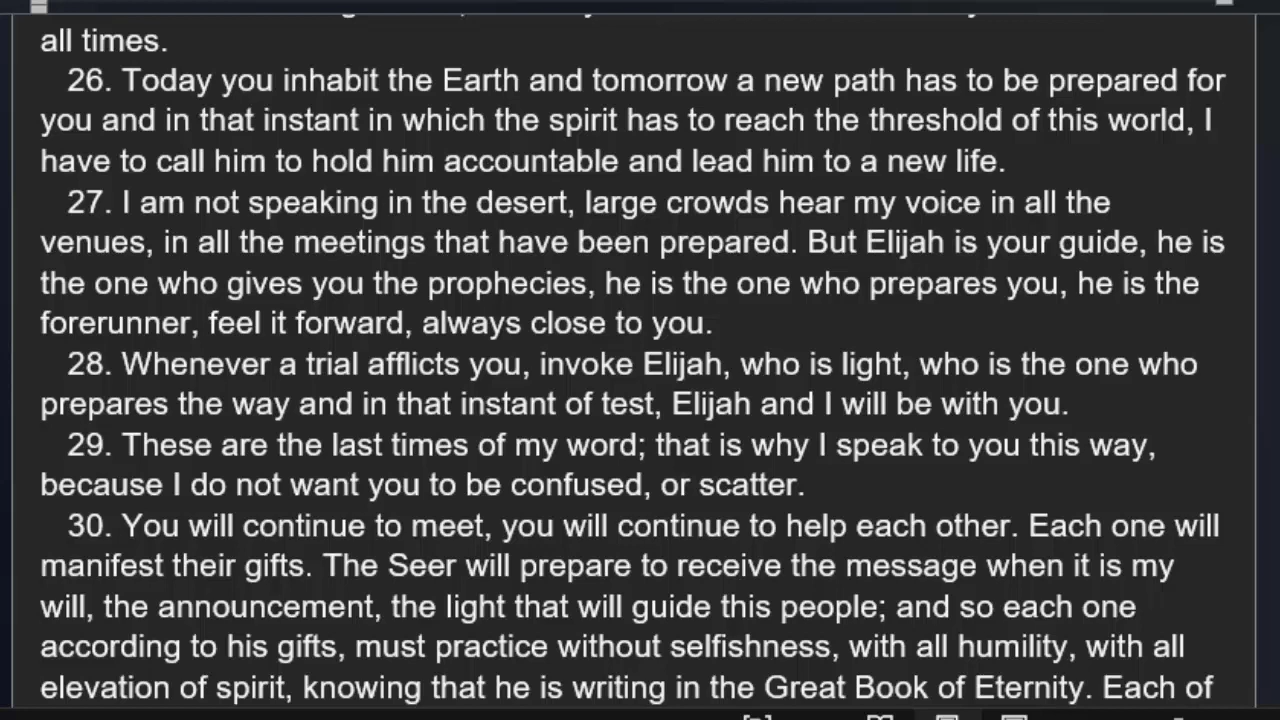 all times.
26. Today you inhabit the Earth and tomorrow a new path has to be prepared for
you and in that instant in which the spirit has to reach the threshold of this world, I
have to call him to hold him accountable and lead him to a new life.
27. I am not speaking in the desert, large crowds hear my voice in all the
venues, in all the meetings that have been prepared. But Elijah is your guide, he is
the one who gives you the prophecies, he is the one who prepares you, he is the
forerunner, feel it forward, always close to you.
28. Whenever a trial afflicts you, invoke Elijah, who is light, who is the one who
prepares the way and in that instant of test, Elijah and I will be with you.
29. These are the last times of my word; that is why I speak to you this way,
because I do not want you to be confused, or scatter.
30. You will continue to meet, you will continue to help each other. Each one will
manifest their gifts. The Seer will prepare to receive the message when it is my
will, the announcement, the light that will guide this people; and so each one
according to his gifts, must practice without selfishness, with all humility, with all
elevation of spirit, knowing that he is writing in the Great Book of Eternity. Each of